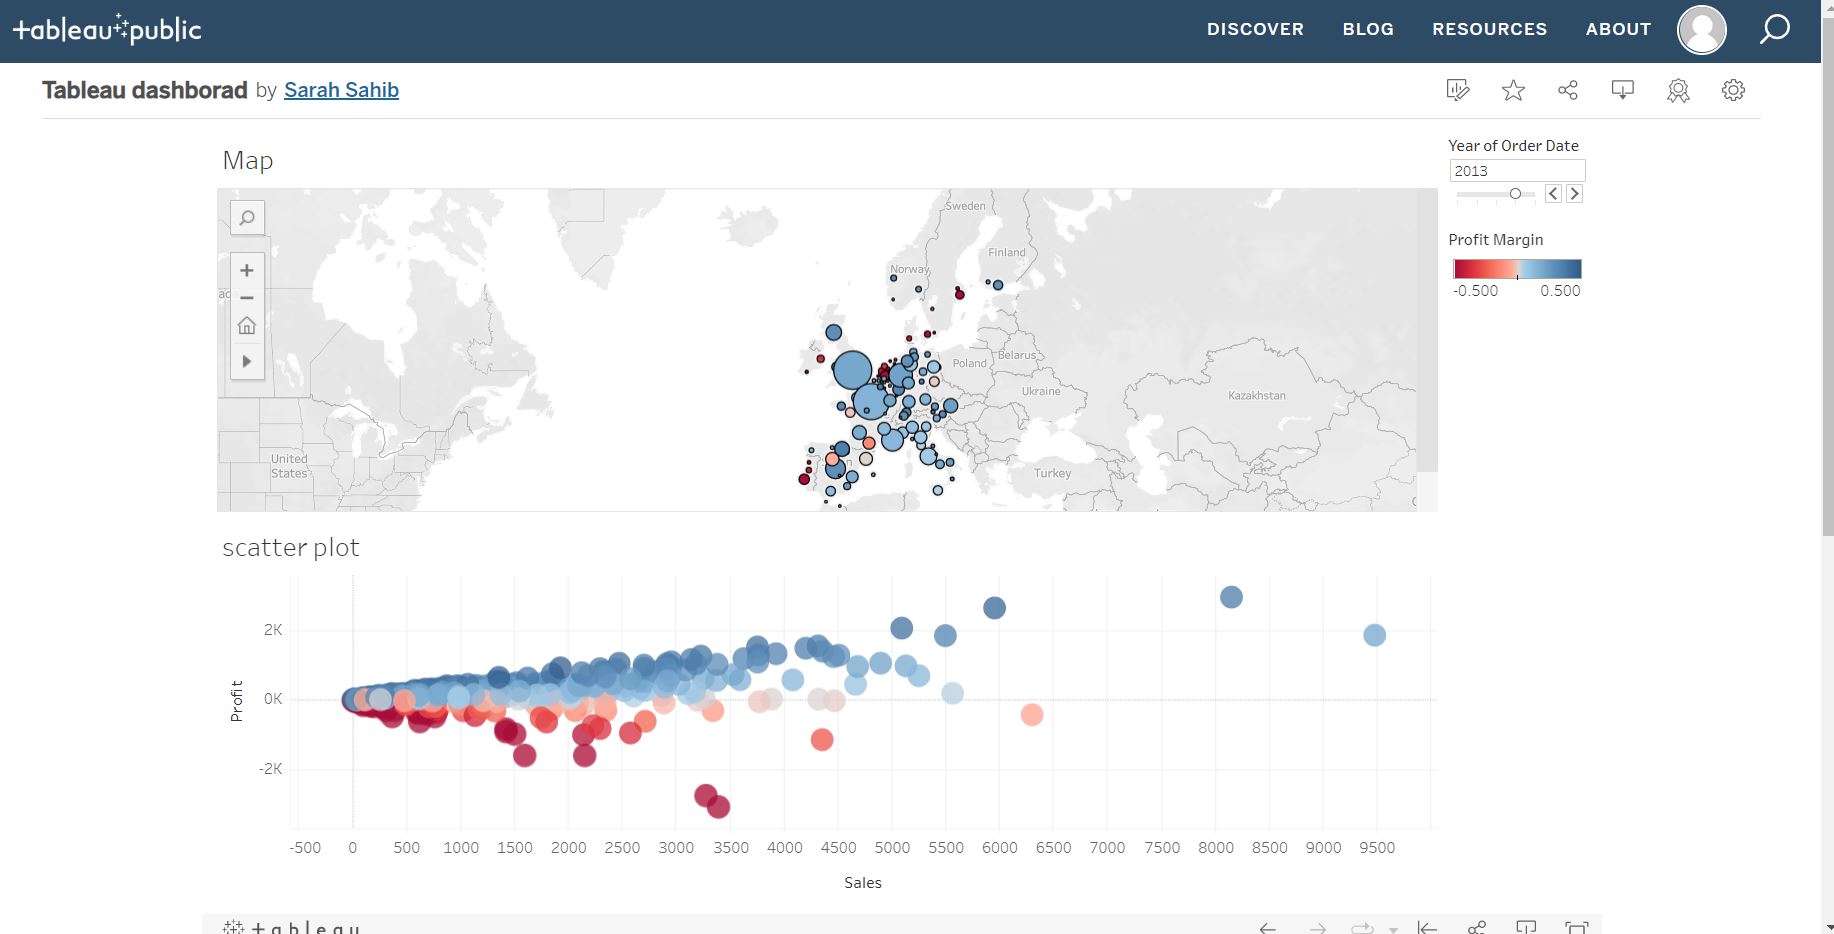 tableau public
DISCOVER BLOG RESOURCES ABOUT
Tableau dashborad by Sarah Sahib
Map
Year of Order Date
2013
Profit Margin
-0.500 0.500
Sweden
Finland
Norway
Poland
Belarus
Ukraine
Kazakhstan
Turkey
United
States
scatter plot
2K
0K
-2K
Profit
-500 0 500 1000 1500 2000 2500 3000 3500 4000 4500 5000 5500 6000 6500 7000 7500 8000 8500 9000 9500
Sales
tableau